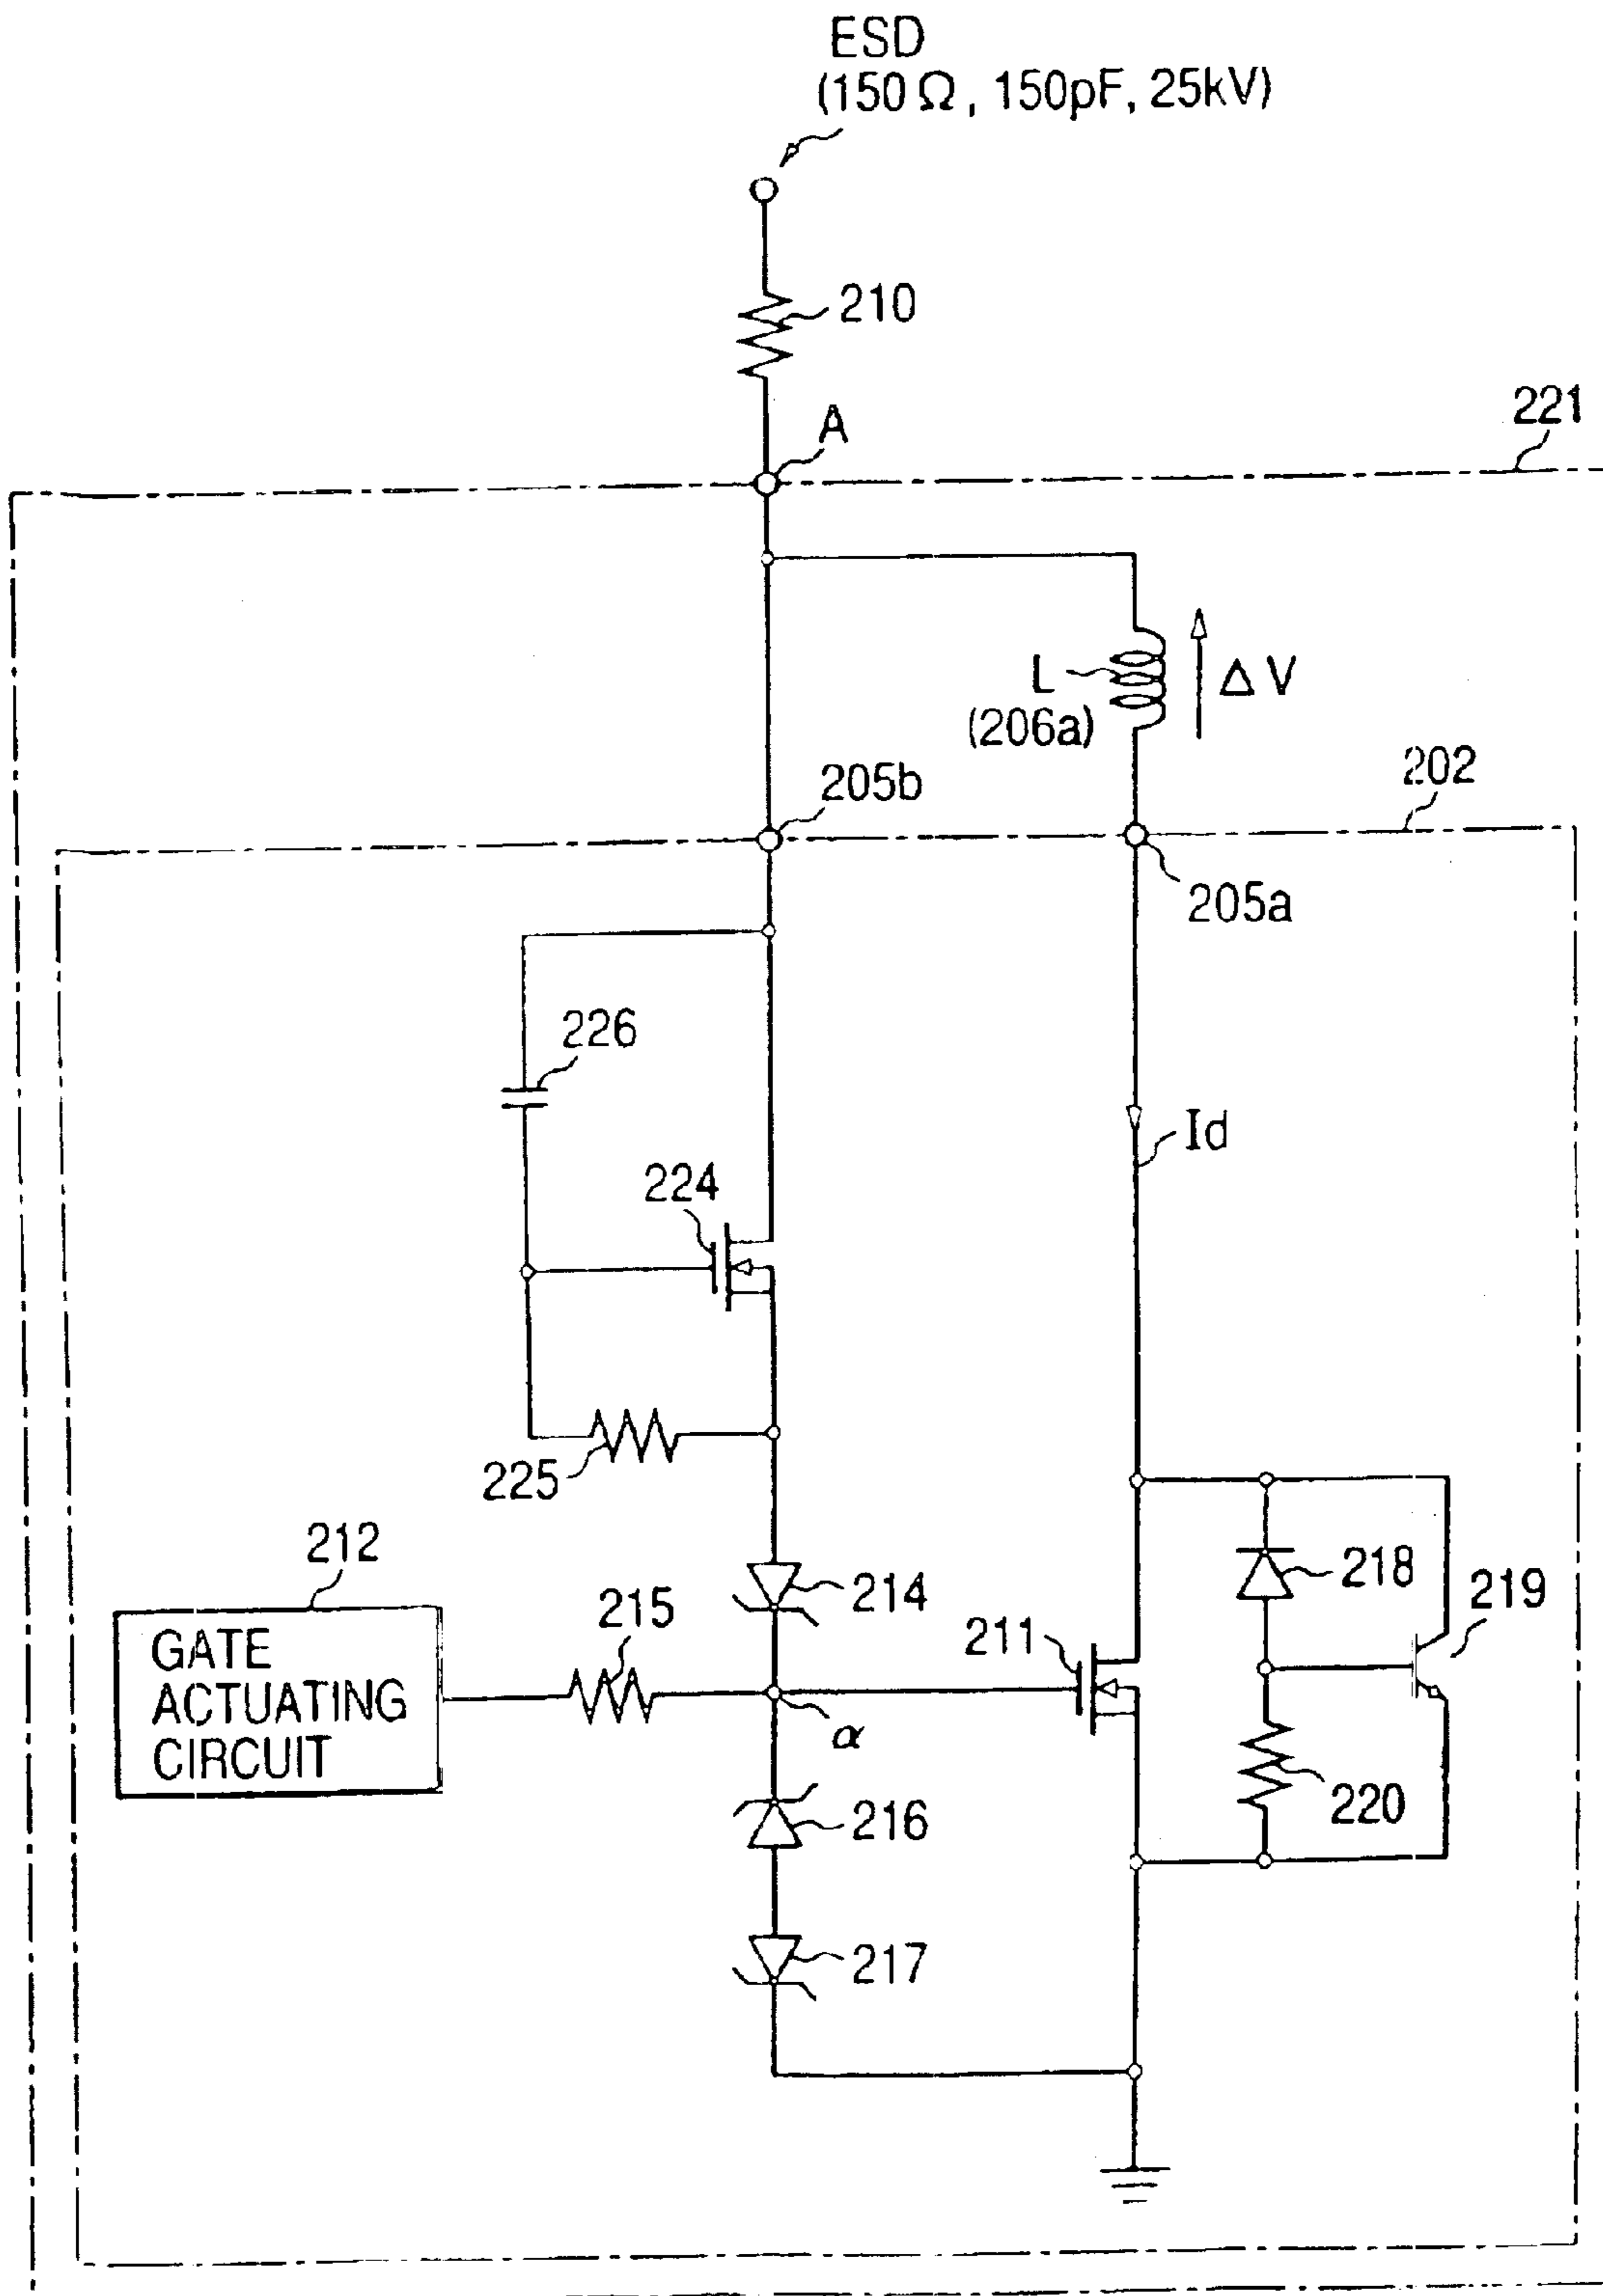 ESD
(150 Ω, 150pF, 25kV)
210
A
221
L
(206a)
Δ V
205b
202
205a
226
Id
224
225
212
GATE
ACTUATING
CIRCUIT
215
214
211
218
219
α
216
220
217